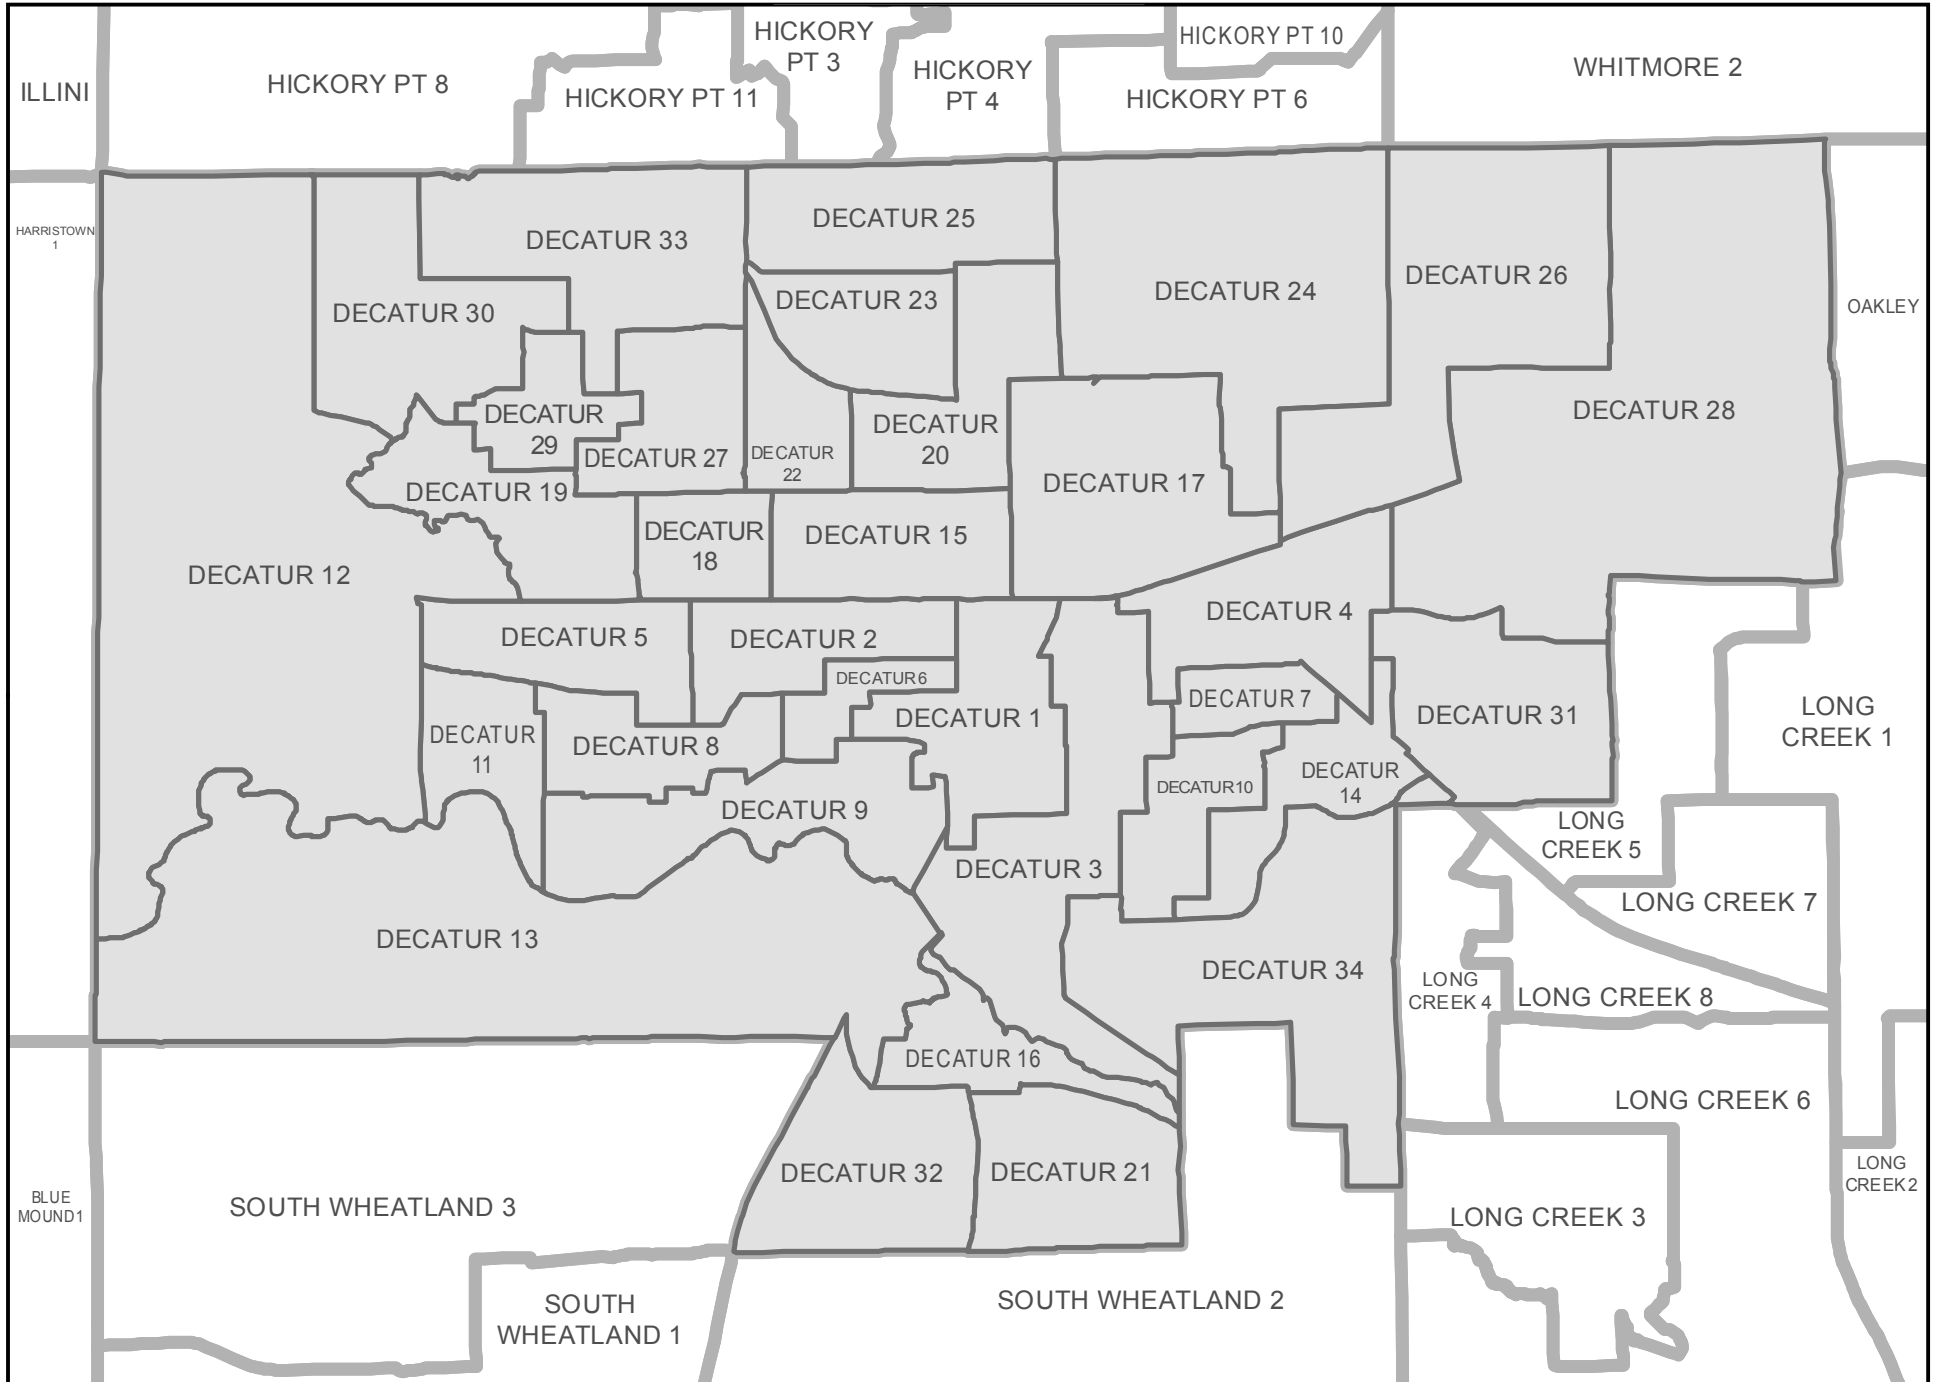 HICKORY
PT 3
HICKORY PT 10
WHITMORE 2
ILLINI
HICKORY PT 8
HICKORY PT 11
HICKORY
PT 4
HICKORY PT 6
HARRISTOWN
1
DECATUR 33
DECATUR 25
DECATUR 30
DECATUR 23
DECATUR 24
DECATUR 26
OAKLEY
DECATUR
29
DECATUR 27
DECATUR
22
DECATUR
20
DECATUR 28
DECATUR 19
DECATUR 17
DECATUR
18
DECATUR 15
DECATUR 12
DECATUR 5
DECATUR 2
DECATUR 4
DECATUR 6
DECATUR 7
DECATUR 1
DECATUR 31
LONG
CREEK 1
DECATUR
11
DECATUR 8
DECATUR 10
DECATUR
14
DECATUR 9
LONG
CREEK 5
DECATUR 3
LONG CREEK 7
DECATUR 13
DECATUR 34
LONG
CREEK 4
LONG CREEK 8
DECATUR 16
LONG CREEK 6
DECATUR 32
DECATUR 21
LONG
CREEK 2
BLUE
MOUND 1
SOUTH WHEATLAND 3
LONG CREEK 3
SOUTH
WHEATLAND 1
SOUTH WHEATLAND 2